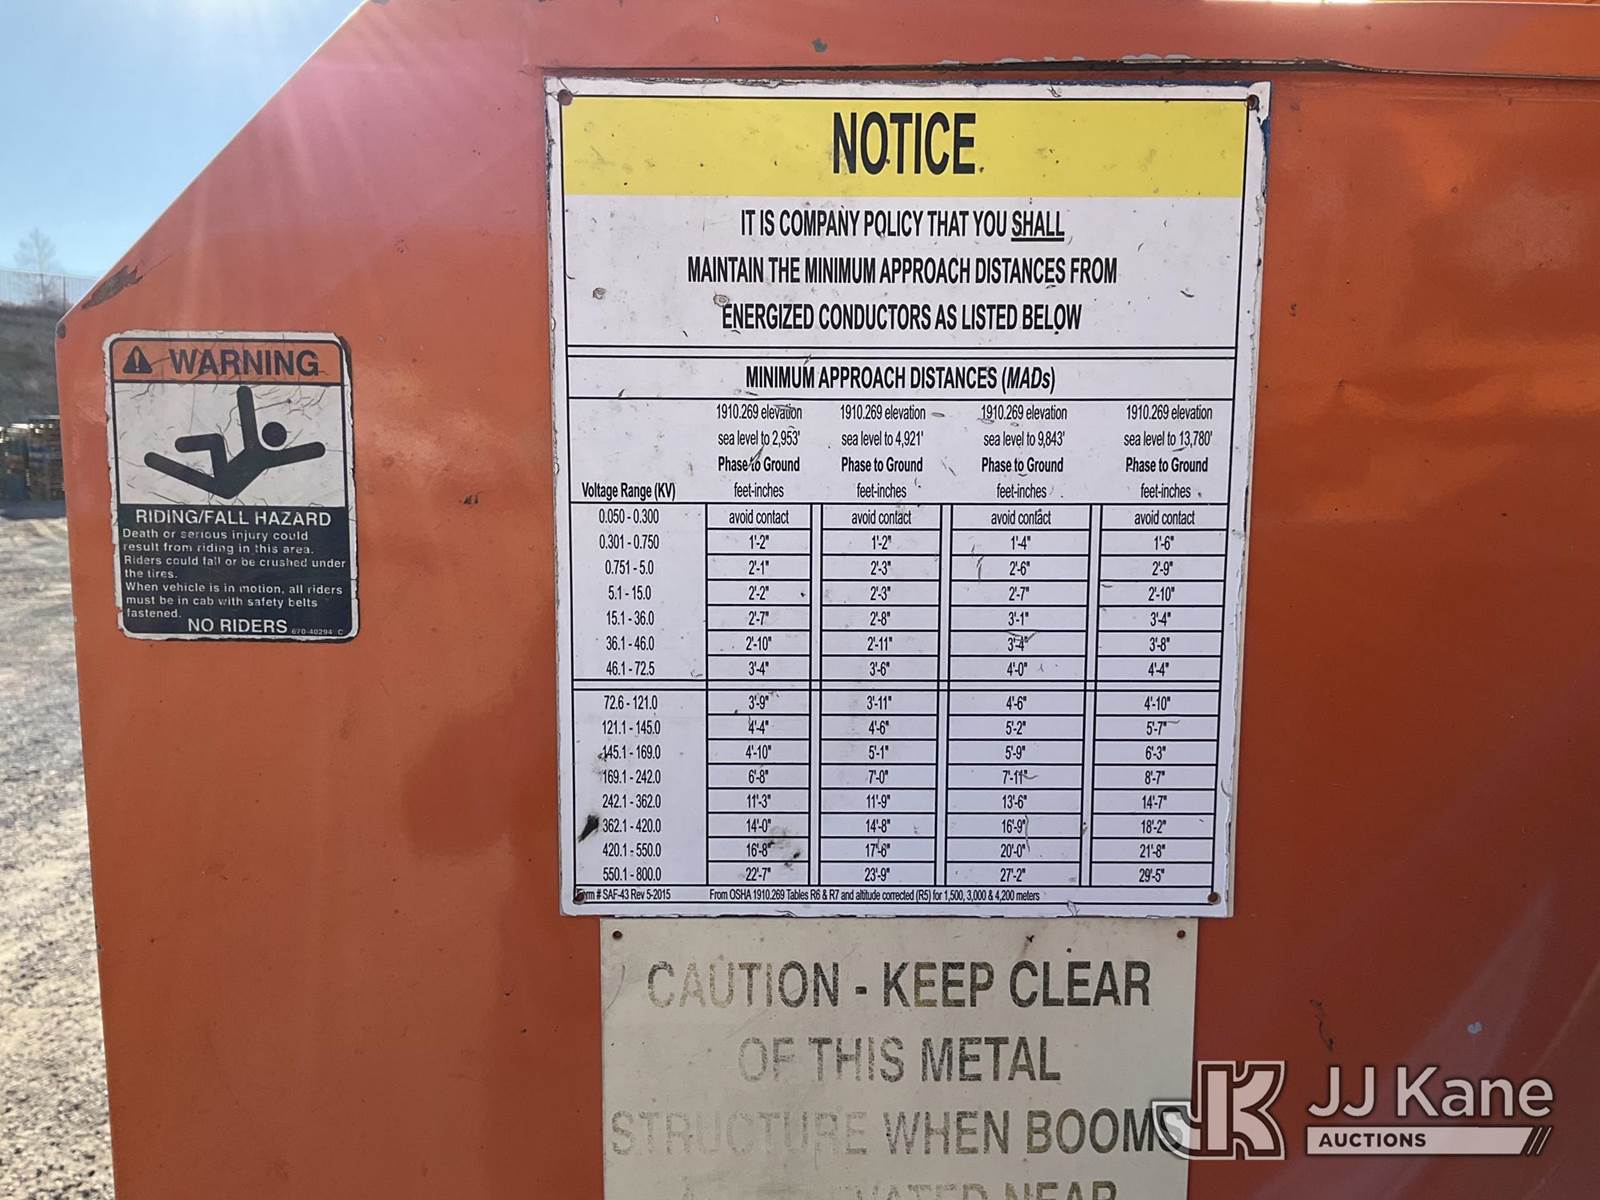 NOTICE
IT IS COMPANY POLICY THAT YOU SHALL
MAINTAIN THE MINIMUM APPROACH DISTANCES FROM
ENERGIZED CONDUCTORS AS LISTED BELOW
MINIMUM APPROACH DISTANCES (MADs)
1910.269 elevation 1910.269 elevation 1910.269 elevation 1910.269 elevation
sea level to 2,953' sea level to 4,921' sea level to 9,843' sea level to 13,780'
Phase to Ground Phase to Ground Phase to Ground Phase to Ground
Voltage Range (KV) feet-inches feet-inches feet-inches feet-inches
0.050 - 0.300 avoid contact avoid contact avoid contact avoid contact
0.301 - 0.750 1'-2" 1'-2" 1'-4" 1'-6"
0.751 - 5.0 2'-1" 2'-3" 2'-6" 2'-9"
5.1 - 15.0 2'-2" 2'-3" 2'-7" 2'-10"
15.1 - 36.0 2'-7" 2'-8" 3'-1" 3'-4"
36.1 - 46.0 2'-10" 2'-11" 3'-4" 3'-8"
46.1 - 72.5 3'-4" 3'-6" 4'-0" 4'-4"
72.6 - 121.0 3'-9" 3'-11" 4'-6" 4'-10"
121.1 - 145.0 4'-4" 4'-6" 5'-2" 5'-7"
145.1 - 169.0 4'-10" 5'-1" 5'-9" 6'-3"
169.1 - 242.0 6'-8" 7'-0" 7'-11" 8'-7"
242.1 - 362.0 11'-3" 11'-9" 13'-6" 14'-7"
362.1 - 420.0 14'-0" 14'-8" 16'-9" 18'-2"
420.1 - 550.0 16'-8" 17'-6" 20'-0" 21'-8"
550.1 - 800.0 22'-7" 23'-9" 27'-2" 29'-5"
Form # SAF-43 Rev 5-2015 From OSHA 1910.269 Tables R6 & R7 and altitude corrected (R5) for 1,500, 3,000 & 4,200 meters
WARNING
RIDING/FALL HAZARD
Death or serious injury could
result from riding in this area.
Riders could fall or be crushed under
the tires.
When vehicle is in motion, all riders
must be in cab with safety belts
fastened.
NO RIDERS 670-40294 C
CAUTION - KEEP CLEAR
OF THIS METAL
STRUCTURE WHEN BOOMS
NEAR
JK
JJ Kane
AUCTIONS